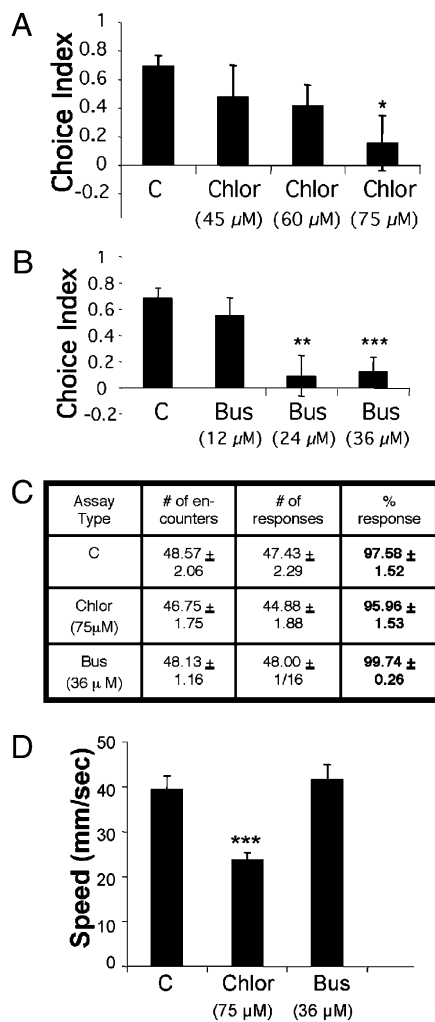 A
Choice Index
1
0.8
0.6
0.4
0.2
0
-0.2
*
C Chlor Chlor Chlor
(45 µM) (60 µM) (75 µM)
B
Choice Index
1
0.8
0.6
0.4
0.2
0
-0.2
** ***
C Bus Bus Bus
(12 µM) (24 µM) (36 µM)
C
Assay Type
# of en-
counters
# of
responses
%
response
C
48.57 ±
2.06
47.43 ±
2.29
97.58 ±
1.52
Chlor
(75µM)
46.75 ±
1.75
44.88 ±
1.88
95.96 ±
1.53
Bus
(36 µ M)
48.13 ±
1.16
48.00 ±
1/16
99.74 ±
0.26
D
Speed (mm/sec)
50
40
30
20
10
0
***
C Chlor Bus
(75 µM) (36 µM)